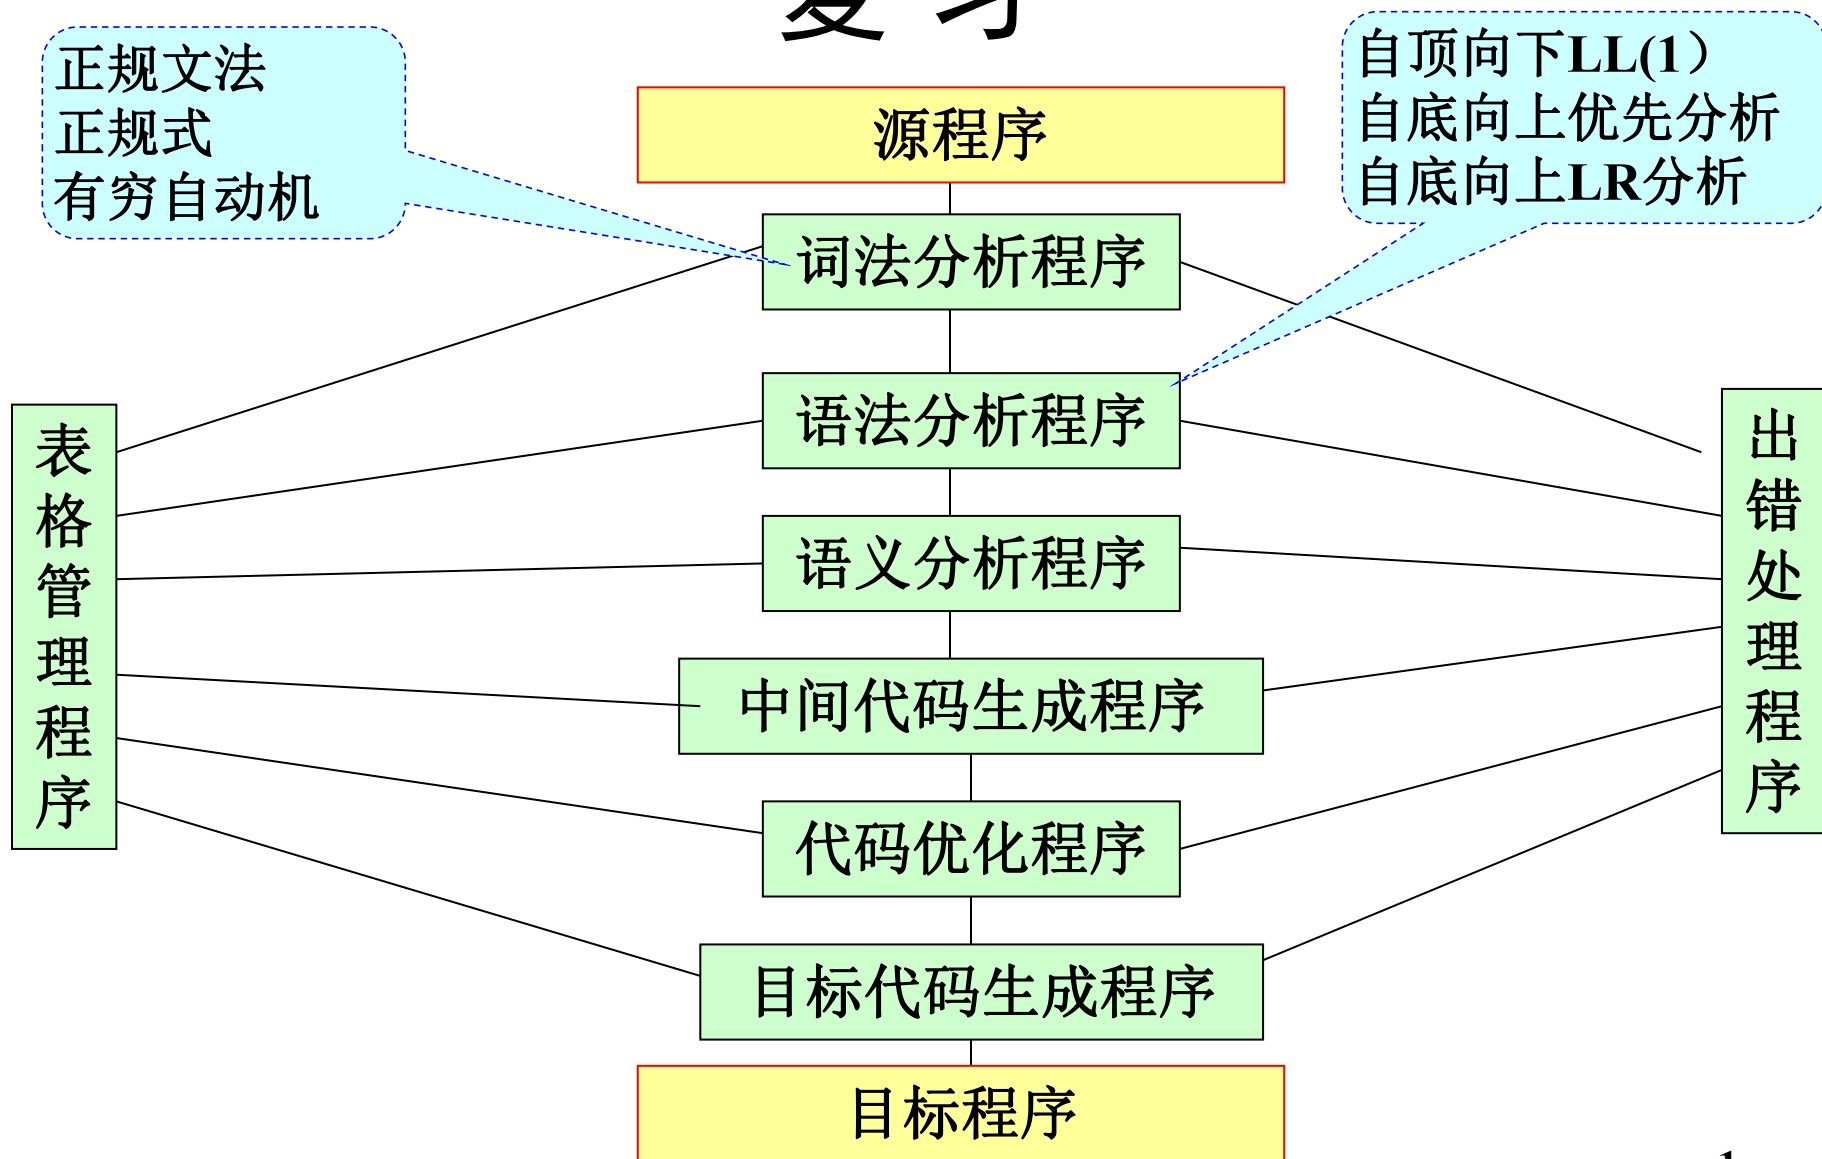 复习
正规文法
正规式
有穷自动机
自顶向下LL(1）
自底向上优先分析
自底向上LR分析
源程序
词法分析程序
语法分析程序
语义分析程序
中间代码生成程序
代码优化程序
目标代码生成程序
目标程序
表格管理程序
出错处理程序
1